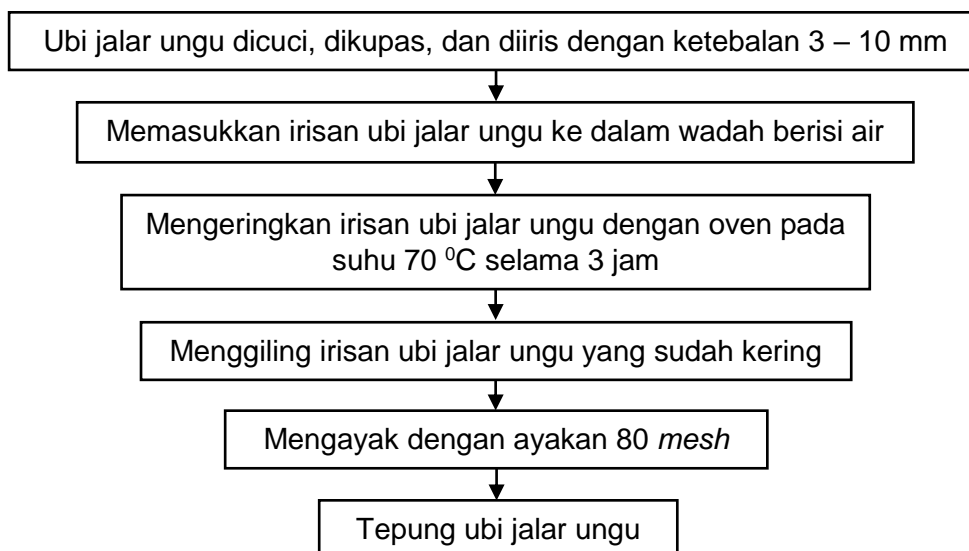 Ubi jalar ungu dicuci, dikupas, dan diiris dengan ketebalan 3 – 10 mm
Memasukkan irisan ubi jalar ungu ke dalam wadah berisi air
Mengeringkan irisan ubi jalar ungu dengan oven pada
suhu 70 ⁰C selama 3 jam
Menggiling irisan ubi jalar ungu yang sudah kering
Mengayak dengan ayakan 80 mesh
Tepung ubi jalar ungu